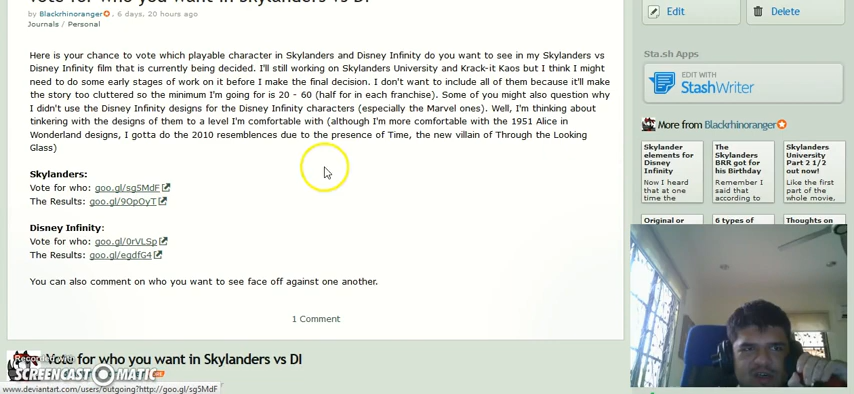 Vote for who you want in Skylanders vs DI
by Blackrhinoranger, 6 days, 20 hours ago
Journals / Personal
Here is your chance to vote which playable character in Skylanders and Disney Infinity do you want to see in my Skylanders vs
Disney Infinity film that is currently being decided. I'll still working on Skylanders University and Krack-it Kaos but I think I might
need to do some early stages of work on it before I make the final decision. I don't want to include all of them because it'll make
the story too cluttered so the minimum I'm going for is 20 - 60 (half for in each franchise). Some of you might also question why
I didn't use the Disney Infinity designs for the Disney Infinity characters (especially the Marvel ones). Well, I'm thinking about
tinkering with the designs of them to a level I'm comfortable with (although I'm more comfortable with the 1951 Alice in
Wonderland designs, I gotta do the 2010 resemblences due to the presence of Time, the new villain of Through the Looking
Glass)
Skylanders:
Vote for who: goo.gl/sg5MdF
The Results: goo.gl/9OpOyT
Disney Infinity:
Vote for who: goo.gl/0rVLSp
The Results: goo.gl/egdfG4
You can also comment on who you want to see face off against one another.
1 Comment
Vote for who you want in Skylanders vs DI
SCREENCAST MATIC
www.deviantart.com/users/outgoing?http://goo.gl/sg5MdF
Edit
Delete
Sta.sh Apps
EDIT WITH
StashWriter
More from Blackrhinoranger
Skylander
elements for
Disney
Infinity
Now I heard
that at one
time the
The
Skylanders
BRR got for
his Birthday
Remember I
said that
according to
Skylanders
University
Part 2 1/2
out now!
Like the first
part of the
whole movie,
Original or
6 types of
Thoughts on